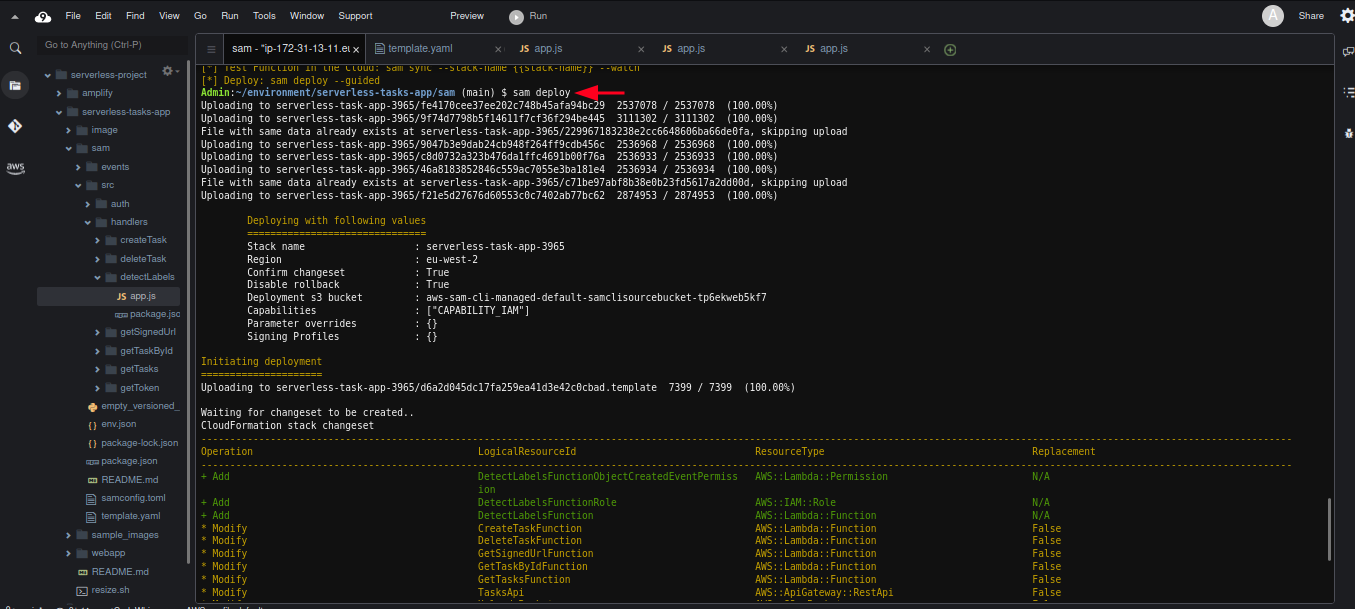 File Edit Find View Go Run Tools Window Support Preview Run A Share
Go to Anything (Ctrl-P)
sam - "ip-172-31-13-11.eu × template.yaml × JS app.js × JS app.js × JS app.js ×
serverless-project
amplify
serverless-tasks-app
image
sam
events
src
auth
handlers
createTask
deleteTask
detectLabels
JS app.js
package.jsc
getSignedUrl
getTaskById
getTasks
getToken
empty_versioned_
{ } env.json
{ } package-lock.json
package.json
README.md
samconfig.toml
template.yaml
sample_images
webapp
README.md
resize.sh
aws
[*] Test Function in the Cloud: sam sync --stack-name {{stack-name}} --watch
[*] Deploy: sam deploy --guided
Admin:~/environment/serverless-tasks-app/sam (main) $ sam deploy
Uploading to serverless-task-app-3965/fe4170cee37ee202c748b45afa94bc29 2537078 / 2537078 (100.00%)
Uploading to serverless-task-app-3965/9f74d7798b5f14611f7cf36f294be445 3111302 / 3111302 (100.00%)
File with same data already exists at serverless-task-app-3965/229967183238e2cc6648606ba66de0fa, skipping upload
Uploading to serverless-task-app-3965/9047b3e9dab24cb948f264ff9cdb456c 2536968 / 2536968 (100.00%)
Uploading to serverless-task-app-3965/c8d0732a323b476da1ffc4691b00f76a 2536933 / 2536933 (100.00%)
Uploading to serverless-task-app-3965/46a8183852846c559ac7055e3ba181e4 2536934 / 2536934 (100.00%)
File with same data already exists at serverless-task-app-3965/c71be97abf8b38e0b23fd5617a2dd00d, skipping upload
Uploading to serverless-task-app-3965/f21e5d27676d60553c0c7402ab77bc62 2874953 / 2874953 (100.00%)
Deploying with following values
===============================
Stack name : serverless-task-app-3965
Region : eu-west-2
Confirm changeset : True
Disable rollback : True
Deployment s3 bucket : aws-sam-cli-managed-default-samclisourcebucket-tp6ekweb5kf7
Capabilities : ["CAPABILITY_IAM"]
Parameter overrides : {}
Signing Profiles : {}
Initiating deployment
=====================
Uploading to serverless-task-app-3965/d6a2d045dc17fa259ea41d3e42c0cbad.template 7399 / 7399 (100.00%)
Waiting for changeset to be created..
CloudFormation stack changeset
Operation LogicalResourceId ResourceType Replacement
+ Add DetectLabelsFunctionObjectCreatedEventPermiss AWS::Lambda::Permission N/A
ion
+ Add DetectLabelsFunctionRole AWS::IAM::Role N/A
+ Add DetectLabelsFunction AWS::Lambda::Function N/A
* Modify CreateTaskFunction AWS::Lambda::Function False
* Modify DeleteTaskFunction AWS::Lambda::Function False
* Modify GetSignedUrlFunction AWS::Lambda::Function False
* Modify GetTaskByIdFunction AWS::Lambda::Function False
* Modify GetTasksFunction AWS::Lambda::Function False
* Modify TasksApi AWS::ApiGateway::RestApi False